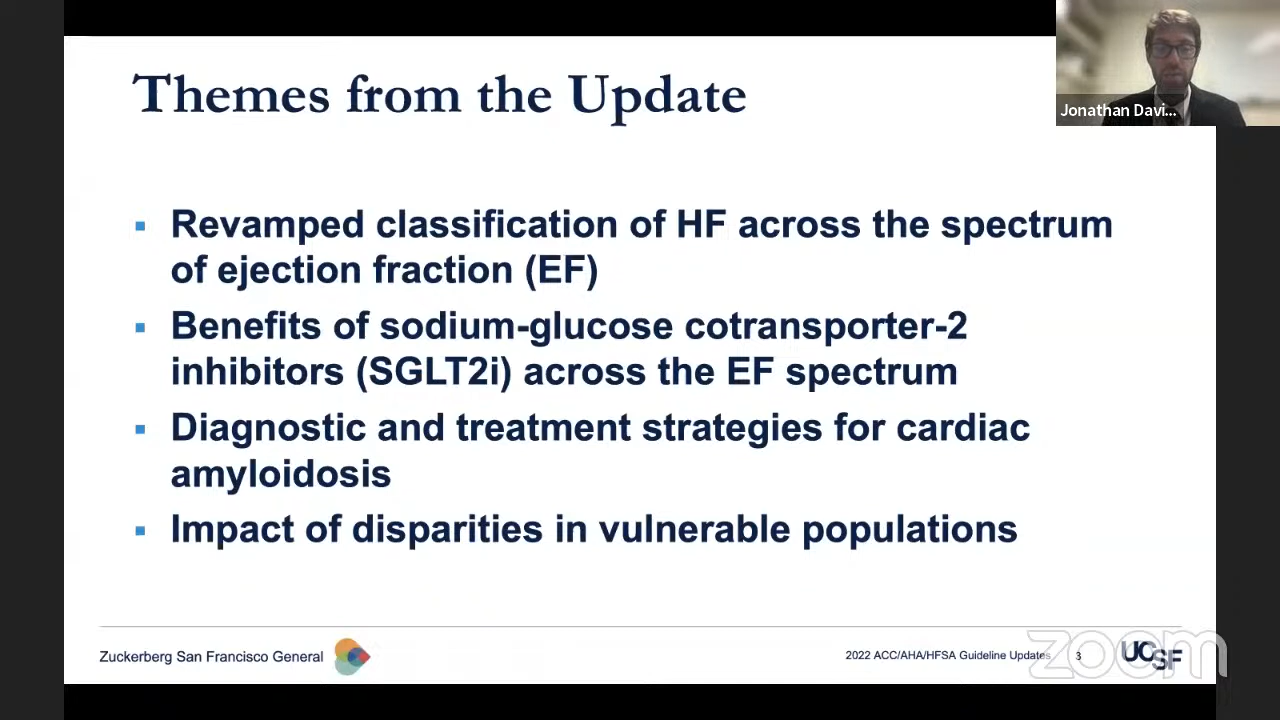 Themes from the Update
Jonathan Davi...
Revamped classification of HF across the spectrum
of ejection fraction (EF)
Benefits of sodium-glucose cotransporter-2
inhibitors (SGLT2i) across the EF spectrum
Diagnostic and treatment strategies for cardiac
amyloidosis
Impact of disparities in vulnerable populations
Zuckerberg San Francisco General
2022 ACC/AHA/HFSA Guideline Updates
3
UCSF
zoom